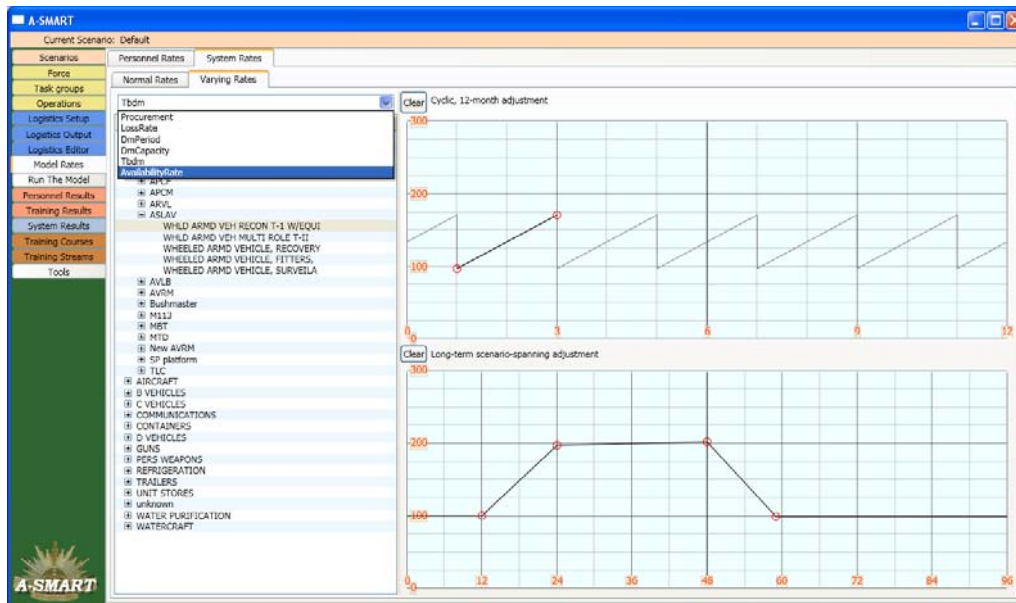 A-SMART
Current Scenario: Default
Scenarios
Force
Task groups
Operations
Logistics Setup
Logistics Output
Logistics Editor
Model Rates
Run The Model
Personnel Results
Training Results
System Results
Training Courses
Training Streams
Tools
A-SMART
Personnel Rates System Rates
Normal Rates Varying Rates
Tbdm
Procurement
LossRate
DmPeriod
DmCapacity
Tbdm
AvailabilityRate
APCF
APCM
ARVL
ASLAV
WHLD ARMD VEH RECON T-1 W/EQUI
WHLD ARMD VEH MULTI ROLE T-II
WHEELED ARMD VEHICLE, RECOVERY
WHEELED ARMD VEHICLE, FITTERS,
WHEELED ARMD VEHICLE, SURVEILA
AVLB
AVRM
Bushmaster
M113
MBT
MTD
New AVRM
SP platform
TLC
AIRCRAFT
B VEHICLES
C VEHICLES
COMMUNICATIONS
CONTAINERS
D VEHICLES
GUNS
PERS WEAPONS
REFRIGERATION
TRAILERS
UNIT STORES
unknown
WATER PURIFICATION
WATERCRAFT
Clear Cyclic, 12-month adjustment
300
200
100
0
0 3 6 9 12
Clear Long-term scenario-spanning adjustment
300
200
100
0
0 12 24 36 48 60 72 84 96